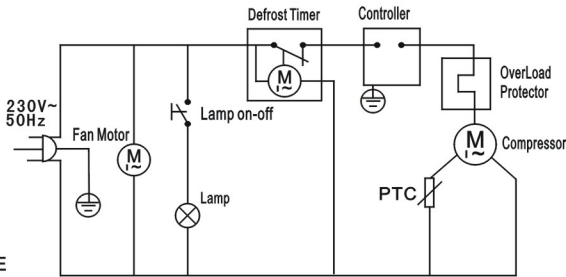 Defrost Timer
Controller
OverLoad
Protector
M
~
230V~
50Hz
Lamp on-off
Fan Motor
M
~
M
~
Compressor
PTC
Lamp
E